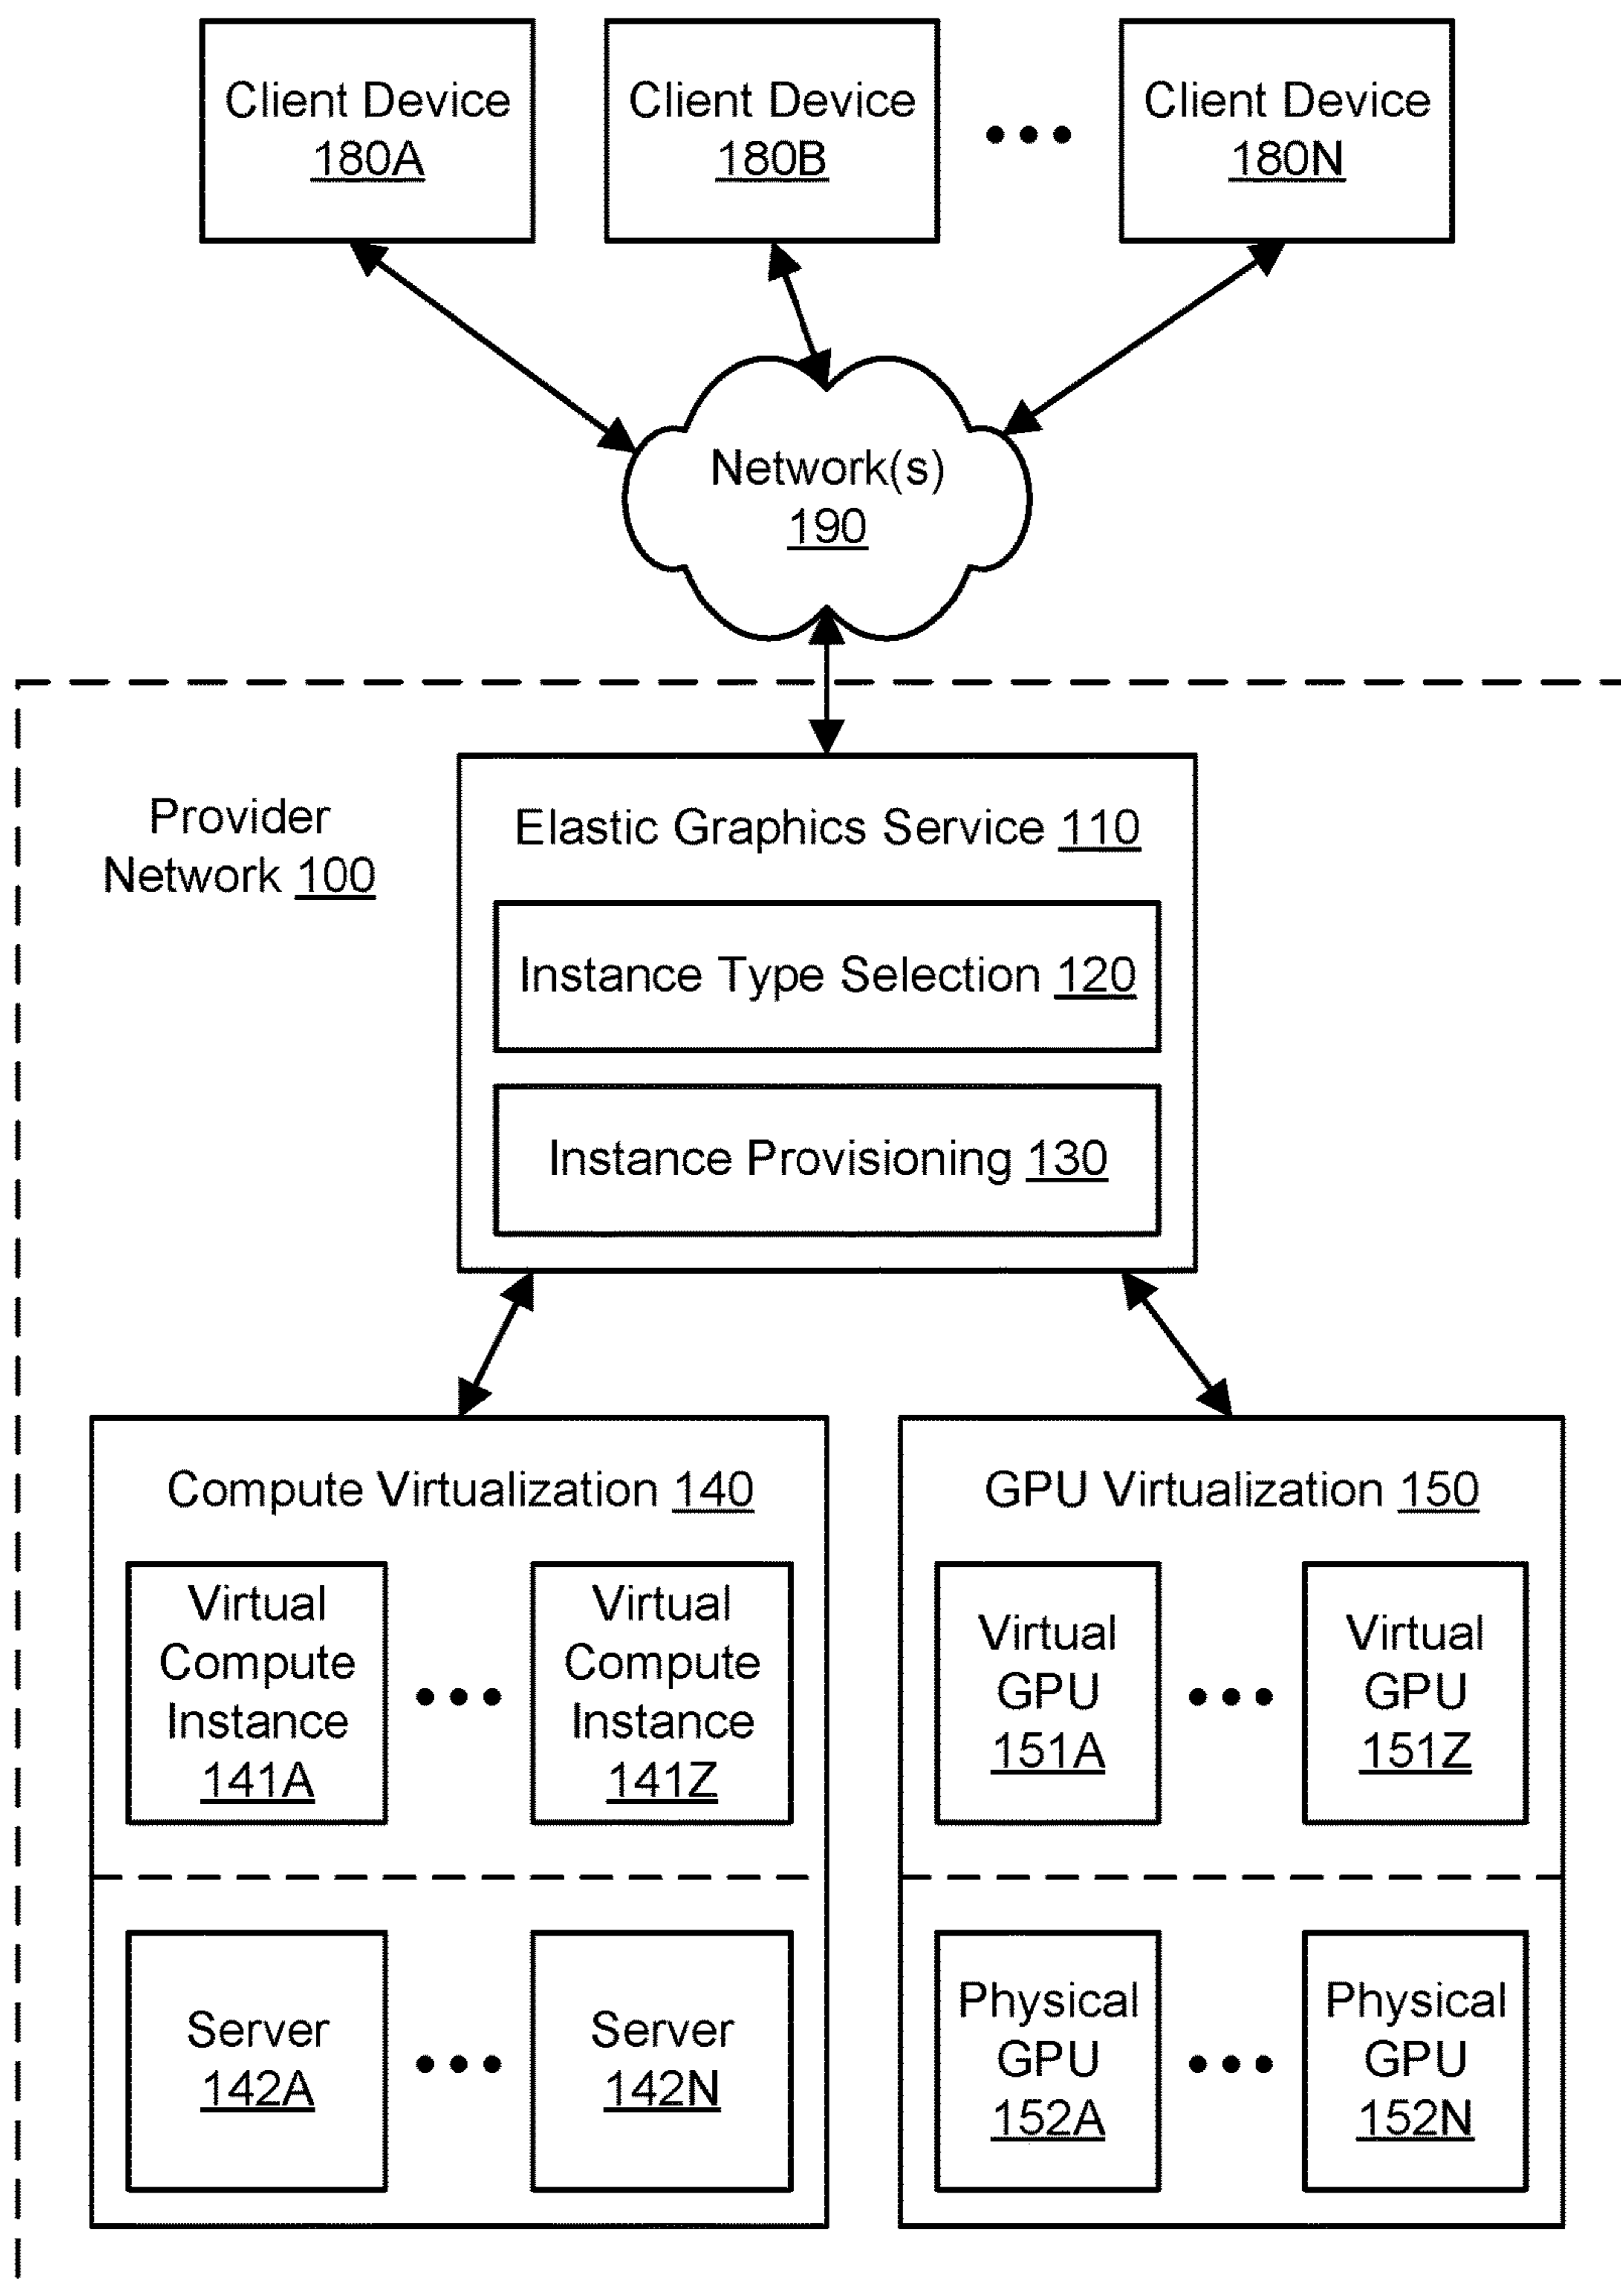 Client Device
180A
Client Device
180B
Client Device
180N
Network(s)
190
Provider
Network 100
Elastic Graphics Service 110
Instance Type Selection 120
Instance Provisioning 130
Compute Virtualization 140
Virtual
Compute
Instance
141A
Virtual
Compute
Instance
141Z
Server
142A
Server
142N
GPU Virtualization 150
Virtual
GPU
151A
Virtual
GPU
151Z
Physical
GPU
152A
Physical
GPU
152N